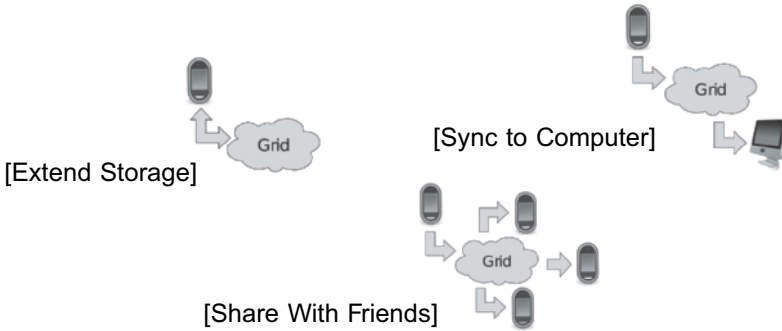 Grid
[Sync to Computer]
Grid
[Extend Storage]
Grid
[Share With Friends]